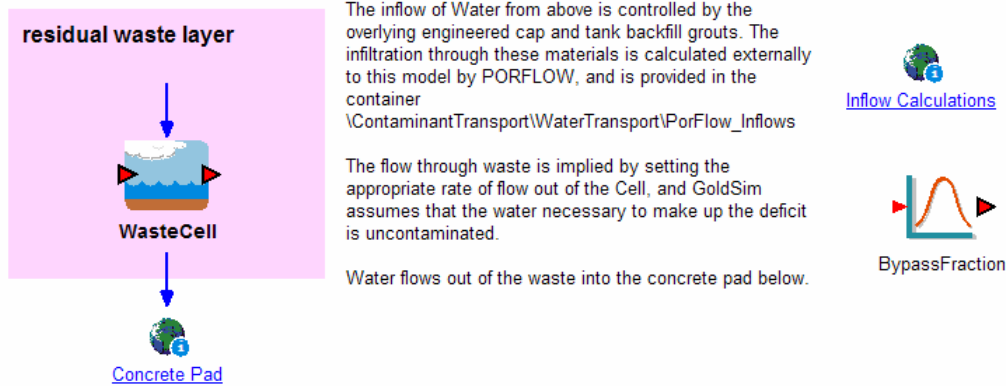 residual waste layer
WasteCell
Concrete Pad
The inflow of Water from above is controlled by the
overlying engineered cap and tank backfill grouts. The
infiltration through these materials is calculated externally
to this model by PORFLOW, and is provided in the
container
\ContaminantTransport\WaterTransport\PorFlow_Inflows
The flow through waste is implied by setting the
appropriate rate of flow out of the Cell, and GoldSim
assumes that the water necessary to make up the deficit
is uncontaminated.
Water flows out of the waste into the concrete pad below.
Inflow Calculations
BypassFraction